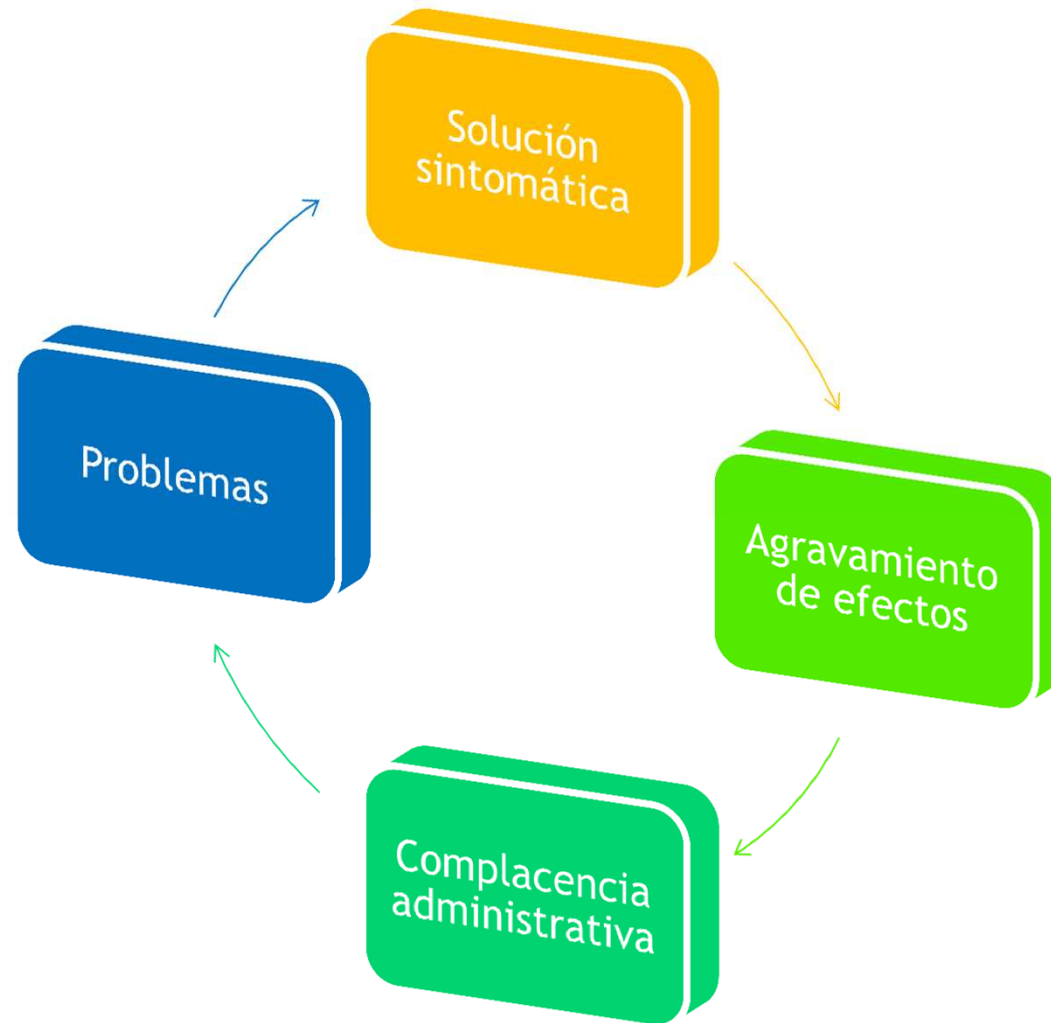 Solución
sintomática
Agravamiento
de efectos
Complacencia
administrativa
Problemas